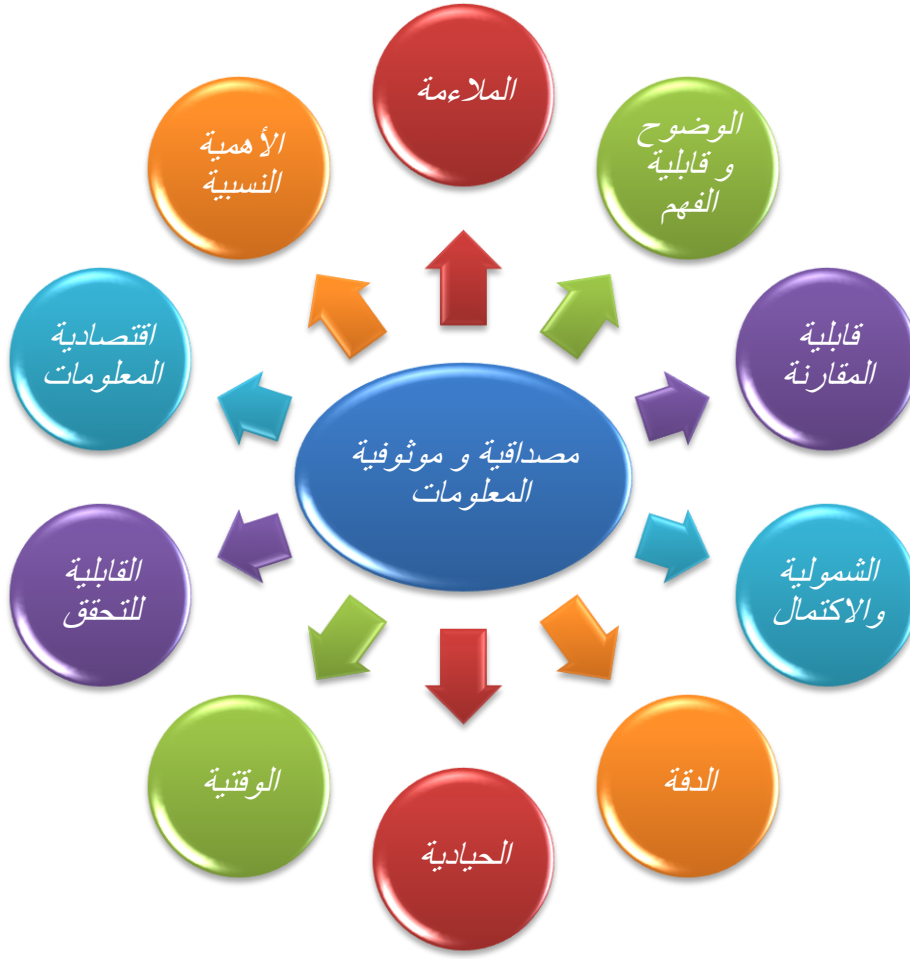 الملاءمة
الوضوح
و قابلية
الفهم
قابلية
المقارنة
الشمولية
والاكتمال
الدقة
الحيادية
الوقتية
القابلية
للتحقق
اقتصادية
المعلومات
الأهمية
النسبية
مصداقية و موثوفية
المعلومات